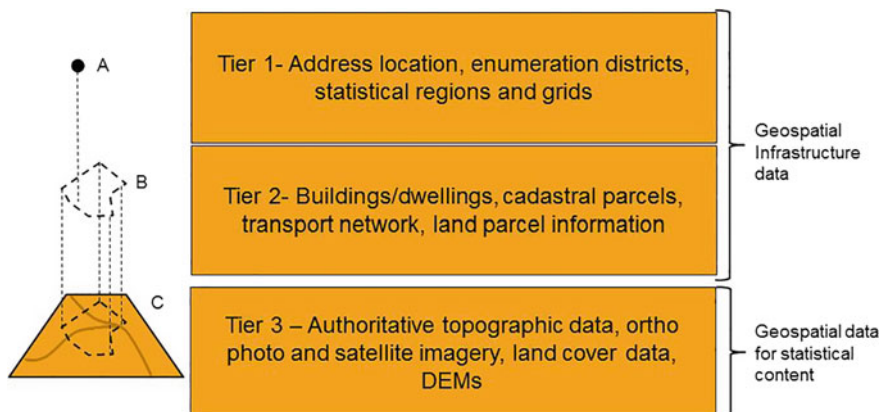 A
B
C
Tier 1- Address location, enumeration districts,
statistical regions and grids
Tier 2- Buildings/dwellings, cadastral parcels,
transport network, land parcel information
Geospatial
Infrastructure
data
Tier 3 – Authoritative topographic data, ortho
photo and satellite imagery, land cover data,
DEMs
Geospatial data
for statistical
content